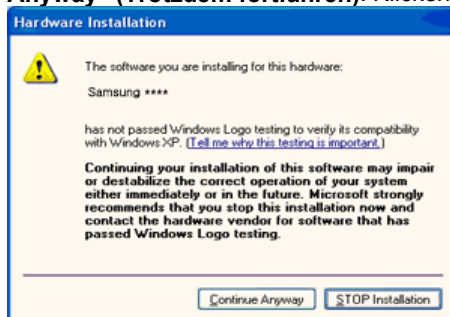 Anyway" (Trotzdem fortfahren). Klicken
Hardware Installation
The software you are installing for this hardware:
Samsung ****
has not passed Windows Logo testing to verify its compatibility
with Windows XP. (Tell me why this testing is important.)
Continuing your installation of this software may impair
or destabilize the correct operation of your system
either immediately or in the future. Microsoft strongly
recommends that you stop this installation now and
contact the hardware vendor for software that has
passed Windows Logo testing.
Continue Anyway STOP Installation